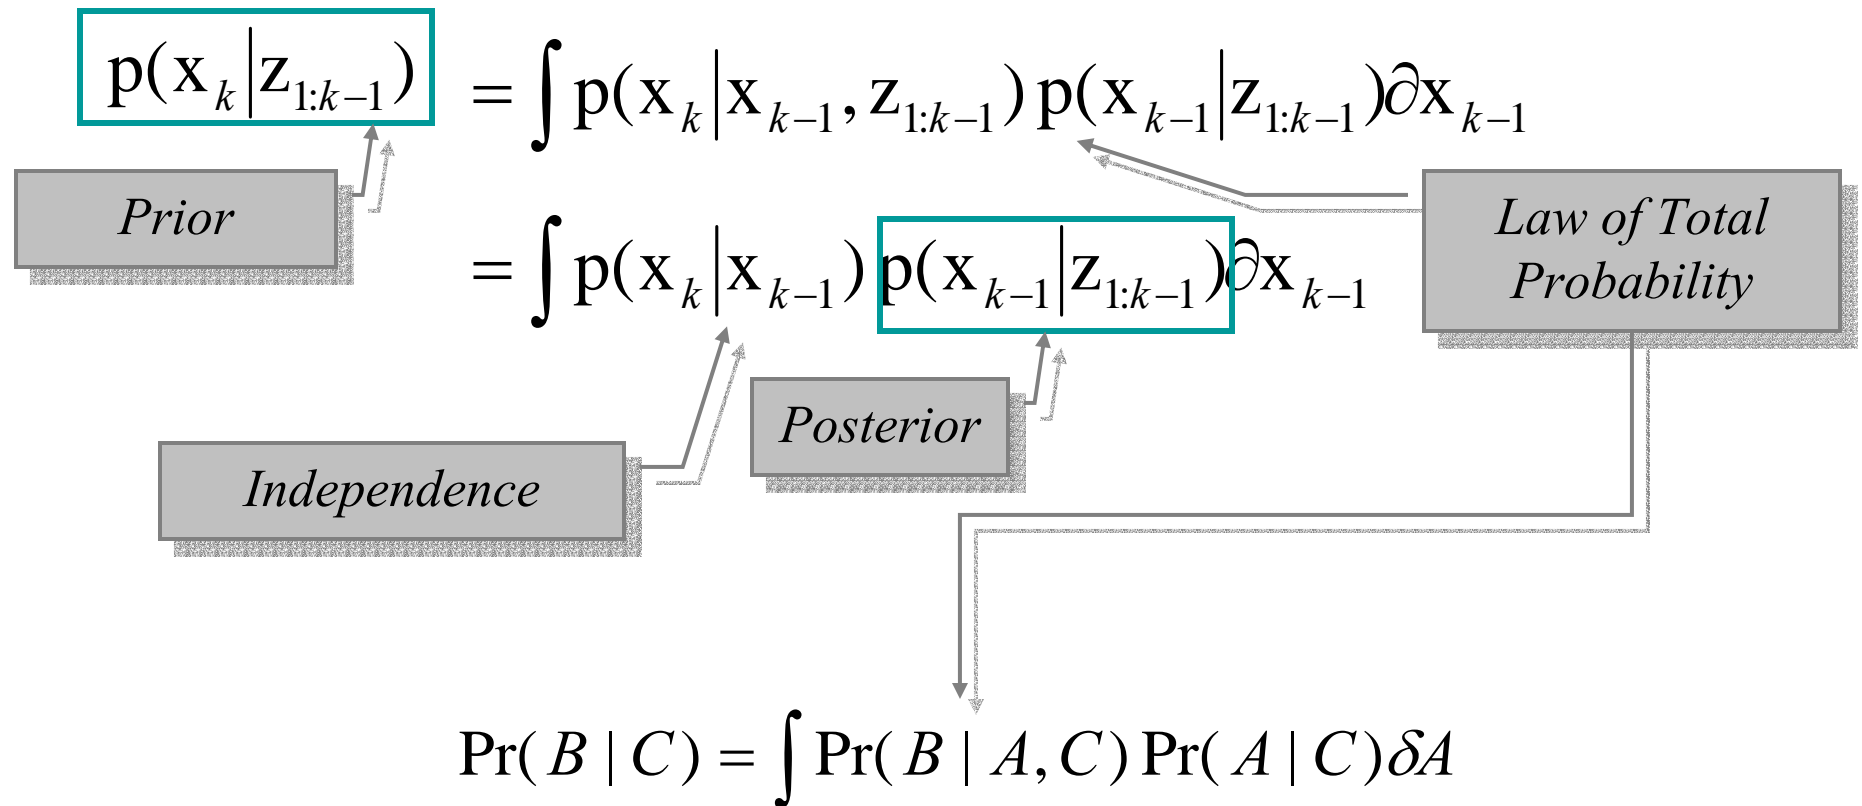 p(x_k|z_{1:k−1}) = ∫ p(x_k|x_{k−1}, z_{1:k−1}) p(x_{k−1}|z_{1:k−1})∂x_{k−1}
Prior
= ∫ p(x_k|x_{k−1}) p(x_{k−1}|z_{1:k−1})∂x_{k−1}
Law of Total
Probability
Posterior
Independence
Pr(B | C) = ∫ Pr(B | A, C) Pr(A | C)δA